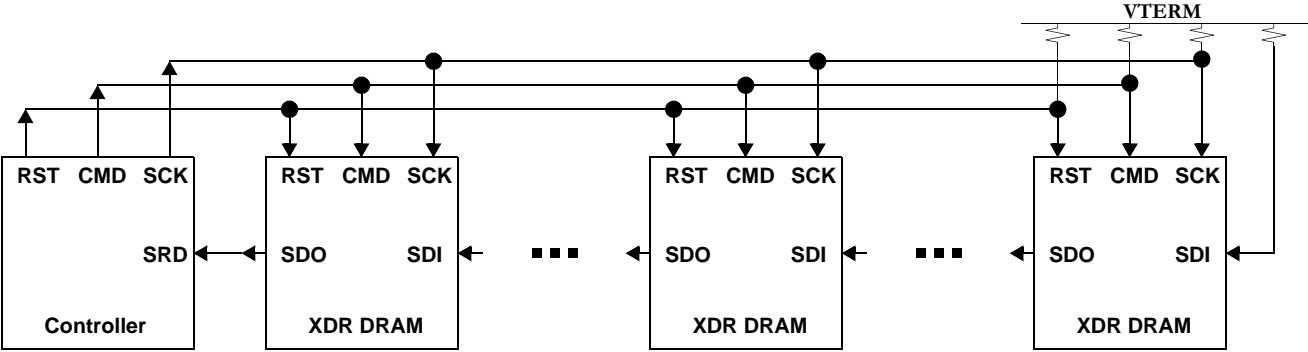 VTERM
RST CMD SCK
RST CMD SCK
RST CMD SCK
RST CMD SCK
SRD
SDO SDI
SDO SDI
SDO SDI
Controller
XDR DRAM
XDR DRAM
XDR DRAM